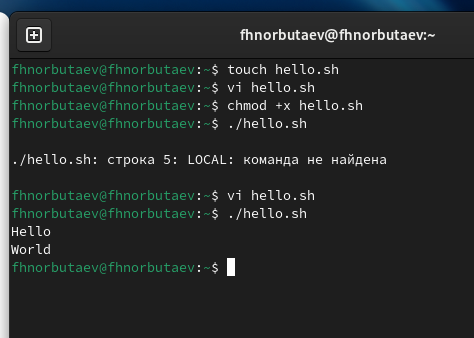 fhnorbutaev@fhnorbutaev:~
fhnorbutaev@fhnorbutaev:~$ touch hello.sh
fhnorbutaev@fhnorbutaev:~$ vi hello.sh
fhnorbutaev@fhnorbutaev:~$ chmod +x hello.sh
fhnorbutaev@fhnorbutaev:~$ ./hello.sh
./hello.sh: строка 5: LOCAL: команда не найдена
fhnorbutaev@fhnorbutaev:~$ vi hello.sh
fhnorbutaev@fhnorbutaev:~$ ./hello.sh
Hello
World
fhnorbutaev@fhnorbutaev:~$